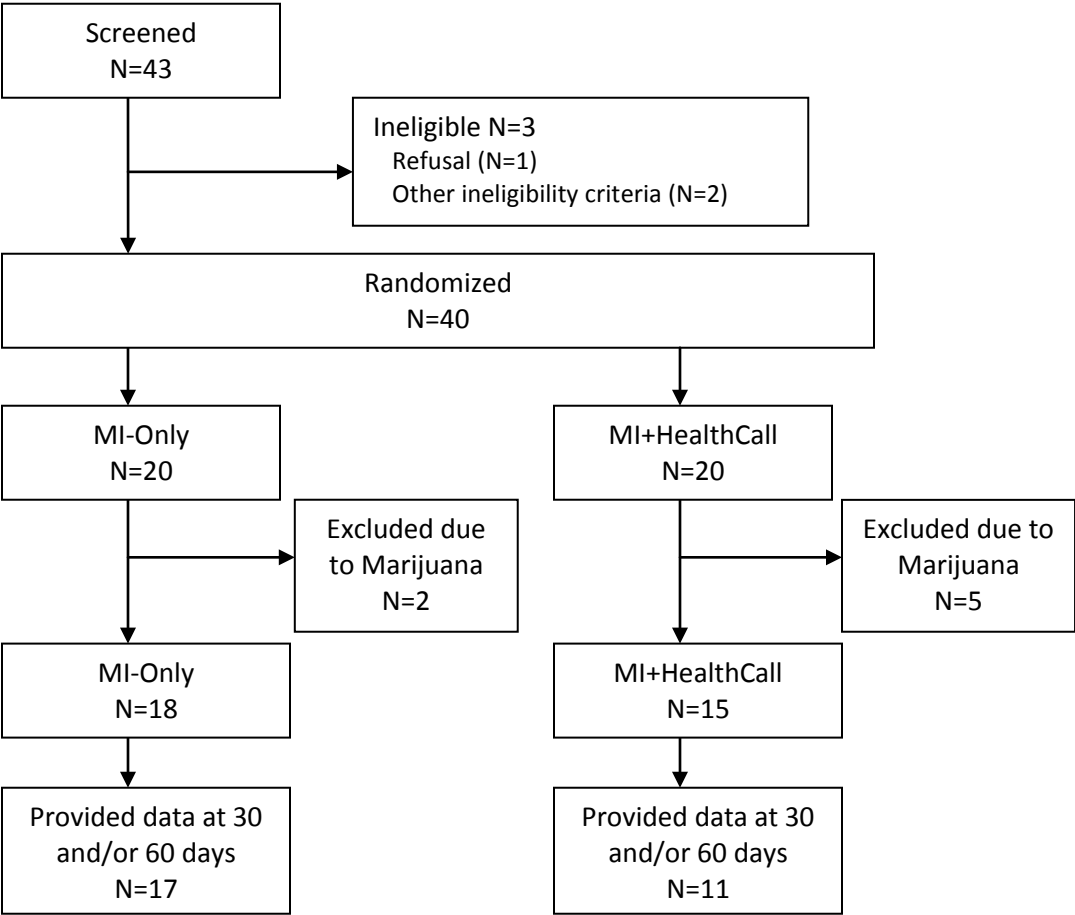 Screened
N=43
Ineligible N=3
Refusal (N=1)
Other ineligibility criteria (N=2)
Randomized
N=40
MI-Only
N=20
MI+HealthCall
N=20
Excluded due
to Marijuana
N=2
Excluded due to
Marijuana
N=5
MI-Only
N=18
MI+HealthCall
N=15
Provided data at 30
and/or 60 days
N=17
Provided data at 30
and/or 60 days
N=11